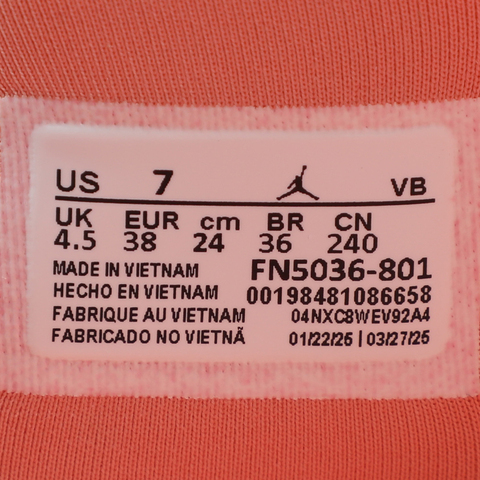 US 7 VB
UK EUR cm BR CN
4.5 38 24 36 240
MADE IN VIETNAM FN5036-801
HECHO EN VIETNAM 00198481086658
FABRIQUE AU VIETNAM 04NXC8WEV92A4
FABRICADO NO VIETNÃ 01/22/25 | 03/27/25